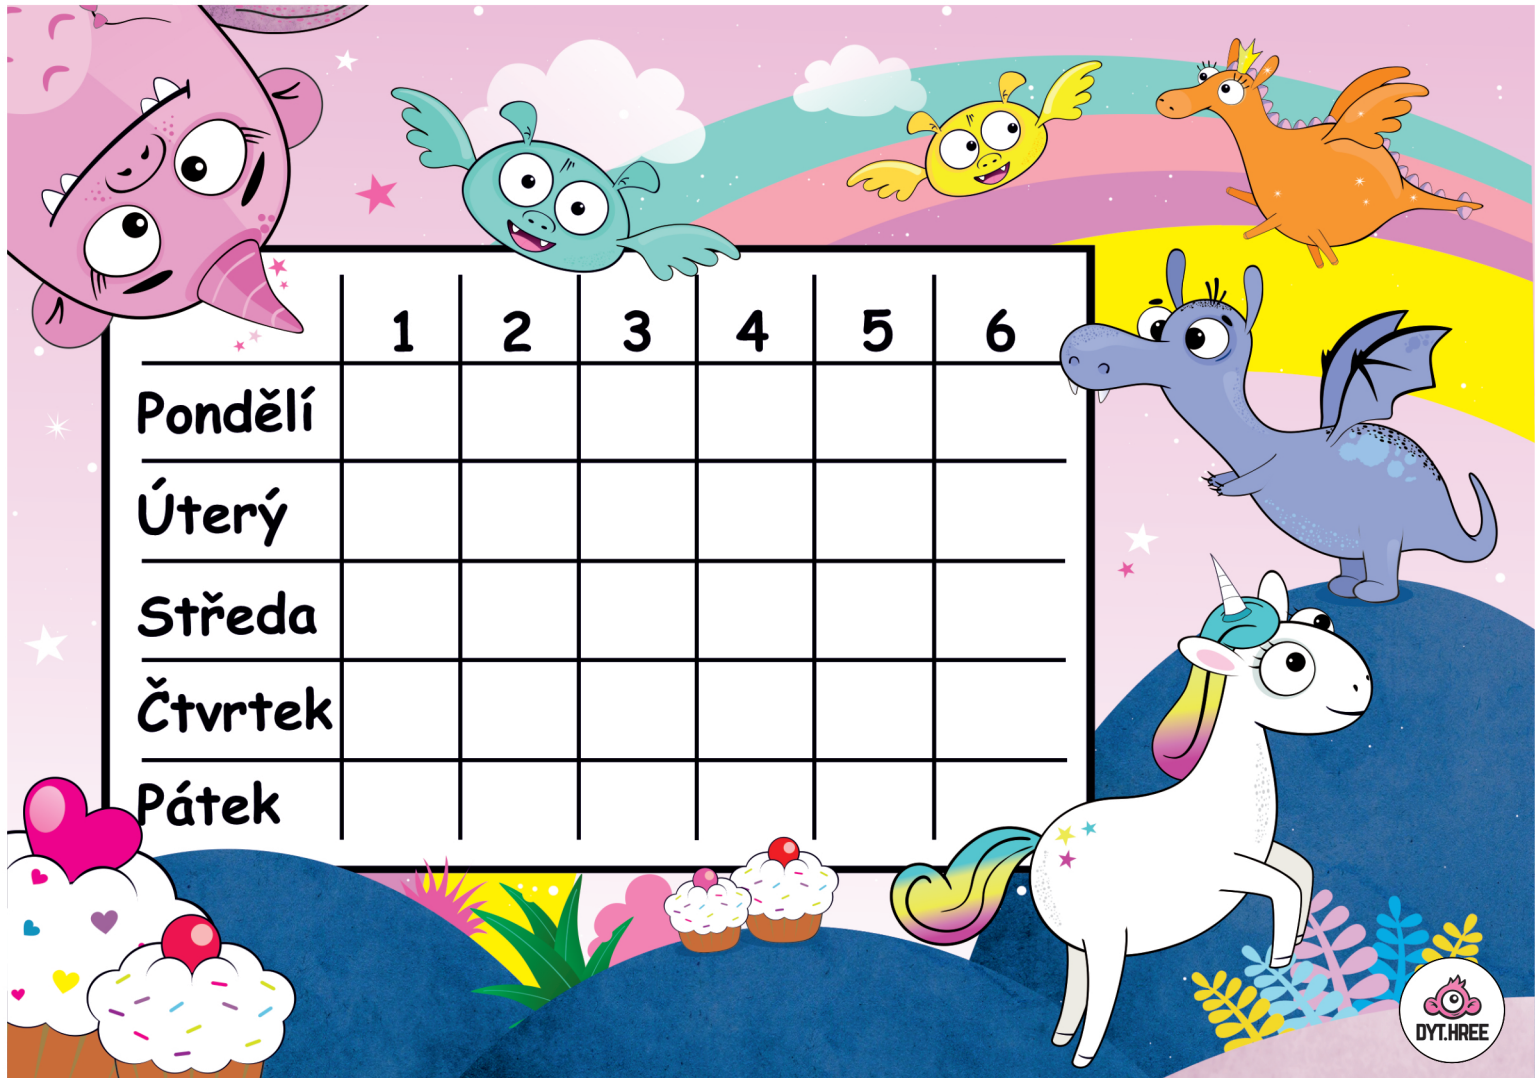 1 2 3 4 5 6
Pondělí
Úterý
Středa
Čtvrtek
Pátek
DYT.HREE